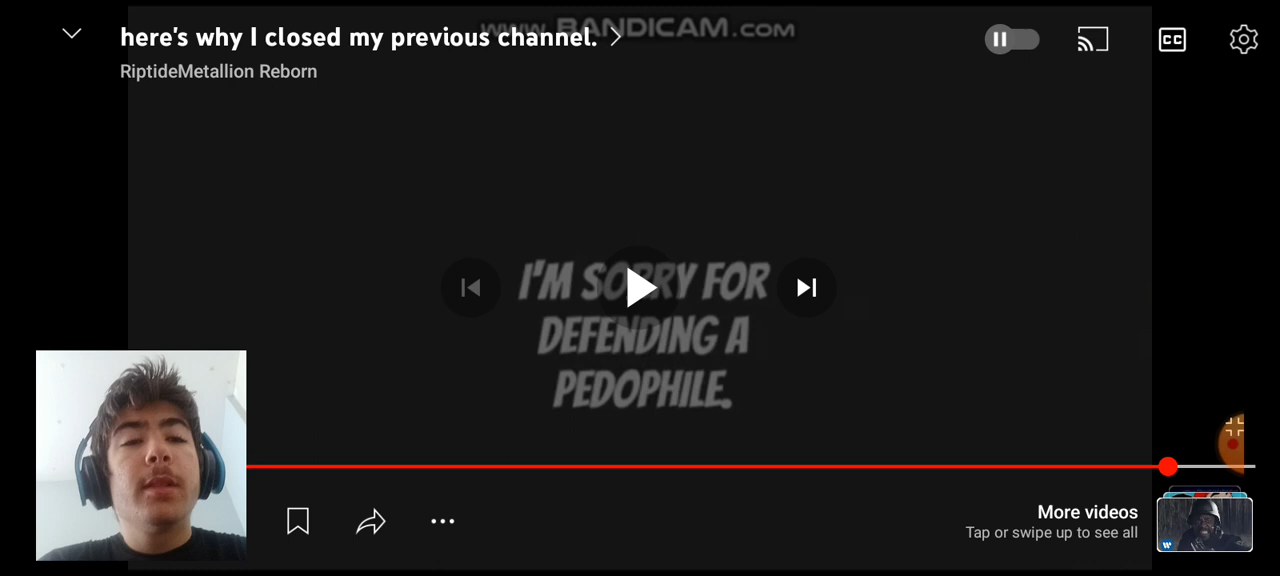 www.BANDICAM.COM
here's why I closed my previous channel.
CC
RiptideMetallion Reborn
I'M SORRY FOR
DEFENDING A
PEDOPHILE.
More videos
Tap or swipe up to see all
W